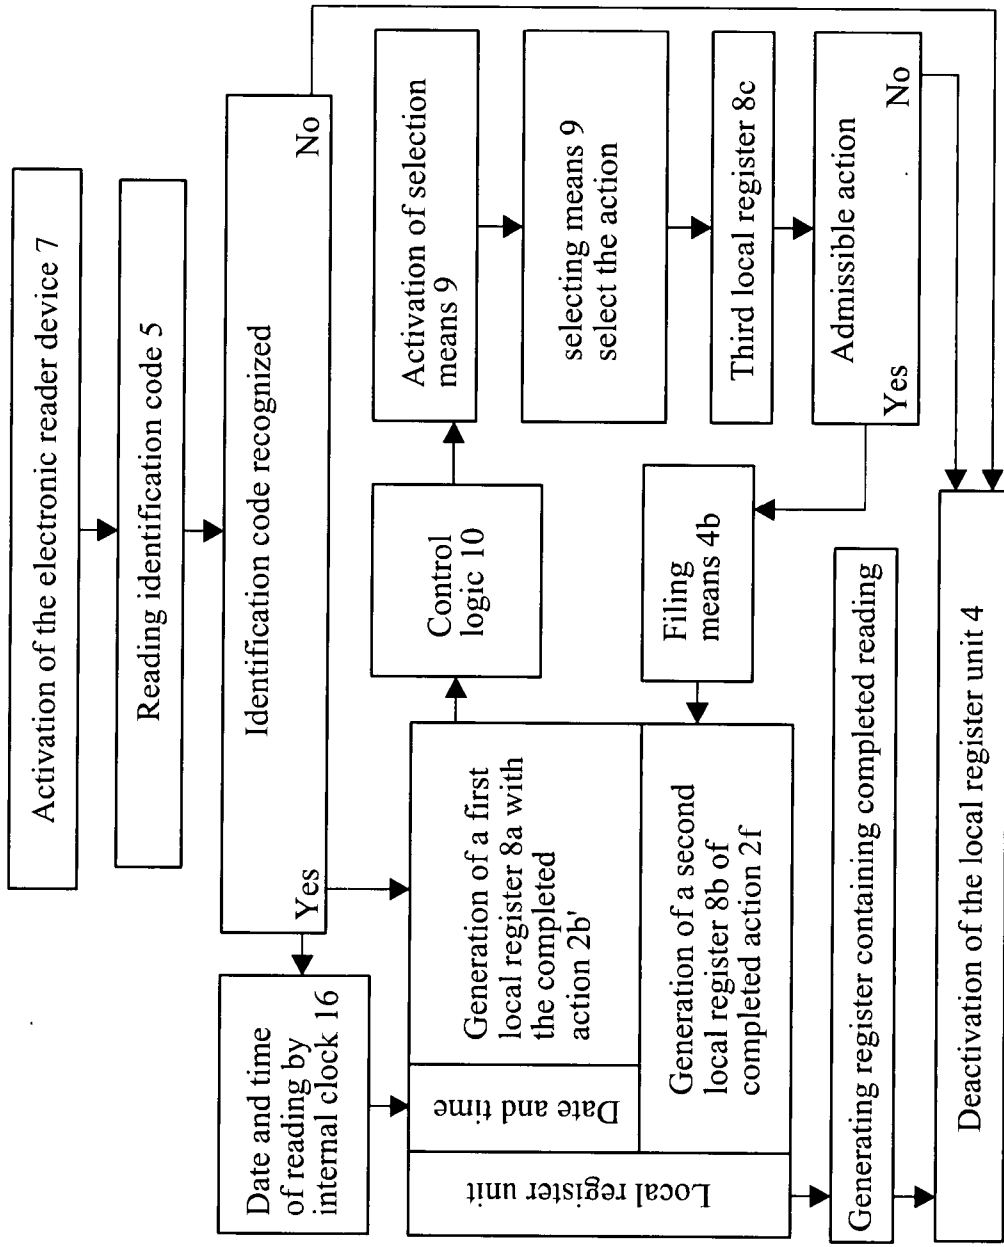 Activation of the electronic reader device 7
Reading identification code 5
Identification code recognized
Yes
No
Date and time
of reading by
internal clock 16
Local register unit
Date and time
Generation of a first
local register 8a with
the completed
action 2b'
Generation of a second
local register 8b of
completed action 2f
Control
logic 10
Activation of selection
means 9
selecting means 9
select the action
Third local register 8c
Admissible action
Yes
No
Filing
means 4b
Generating register containing completed reading
Deactivation of the local register unit 4